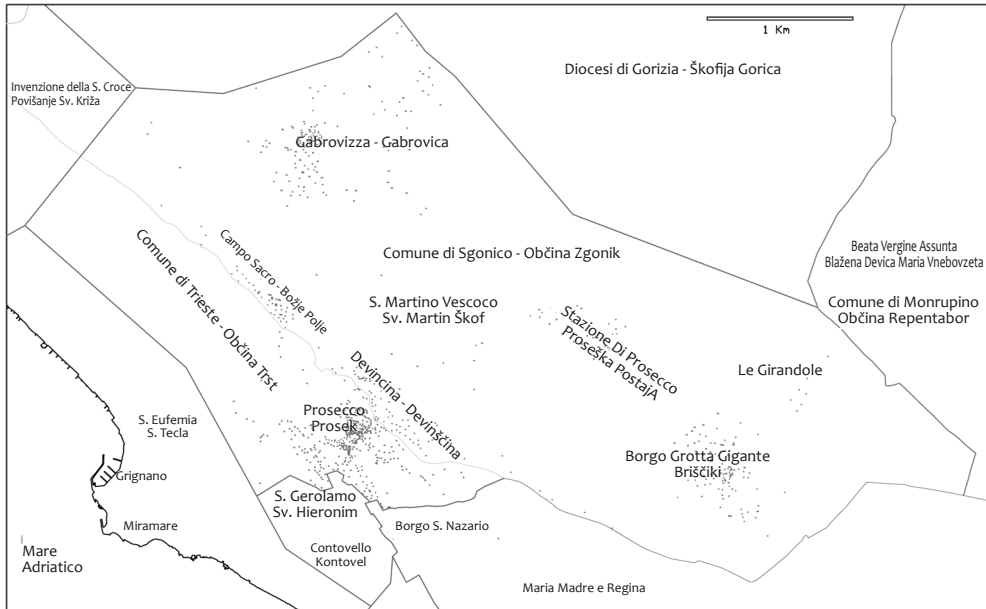 1 Km
Diocesi di Gorizia - Škofija Gorica
Invenzione della S. Croce
Povišanje Sv. Križa
Gabrovizza - Gabrovica
Campo Sacro - Božje Polje
Comune di Sgonico - Občina Zgonik
Beata Vergine Assunta
Blažena Devica Maria Vnebovzeta
Comune di Trieste - Občina Trst
S. Martino Vescoco
Sv. Martin Škof
Comune di Monrupino
Občina Repentabor
Stazione Di Prosecco
Proseška PostajA
Devincina - Devinščina
Le Girandole
S. Eufemia
S. Tecla
Prosecco
Prosek
Borgo Grotta Gigante
Briščiki
Grignano
S. Gerolamo
Sv. Hieronim
Miramare
Borgo S. Nazario
Mare
Adriatico
Contovello
Kontovel
Maria Madre e Regina